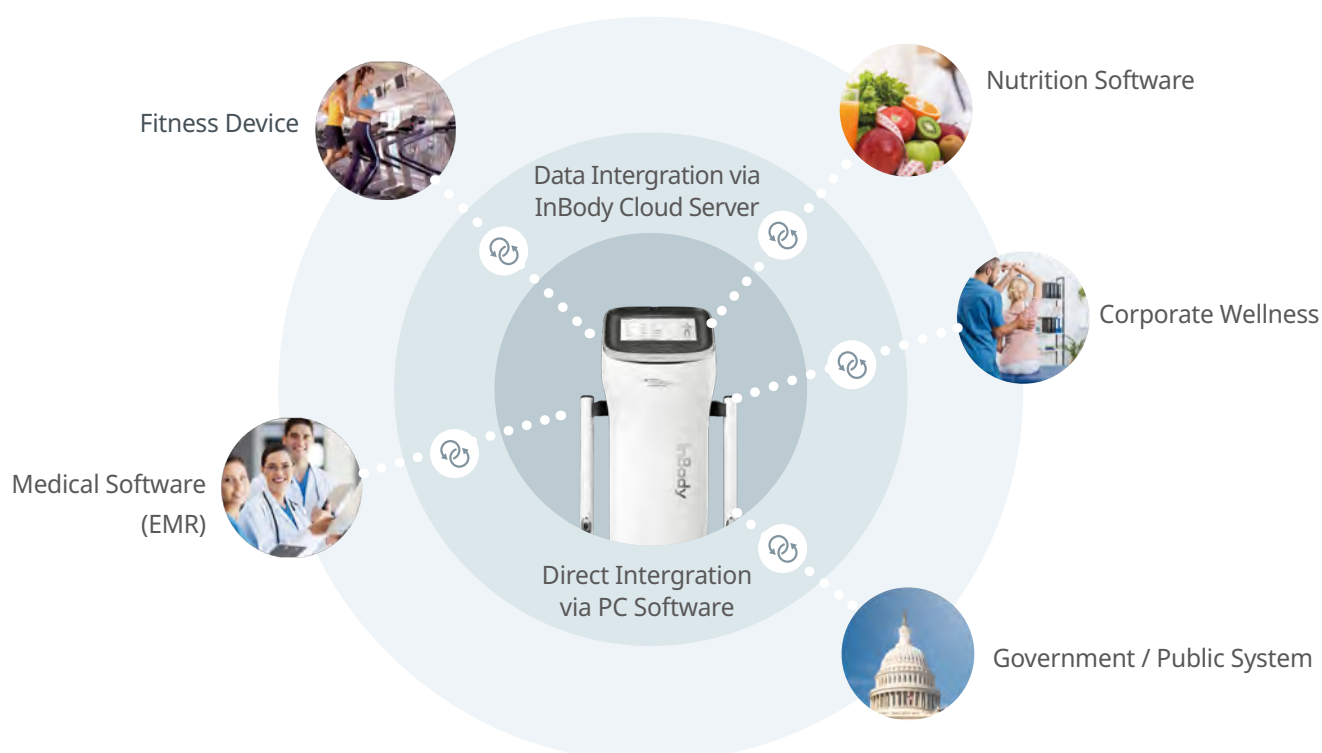 Nutrition Software
Fitness Device
Data Intergration via
InBody Cloud Server
Corporate Wellness
InBody
Medical Software
(EMR)
Direct Intergration
via PC Software
Government / Public System